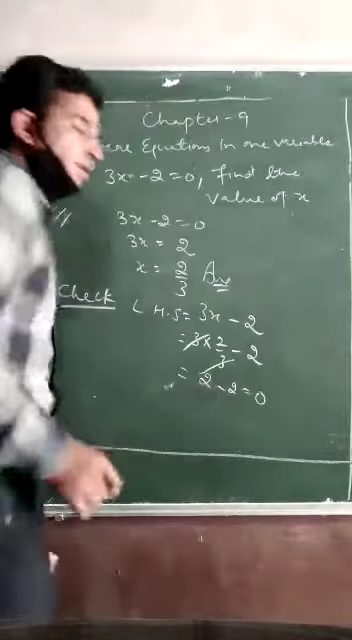 Chapter-9
Equations in one variable
3x-2=0, find the
value of x
3x-2=0
3x = 2
x = 2/3 Ans
Check L.H.S = 3x-2
= 3×2/3-2
= 2-2=0